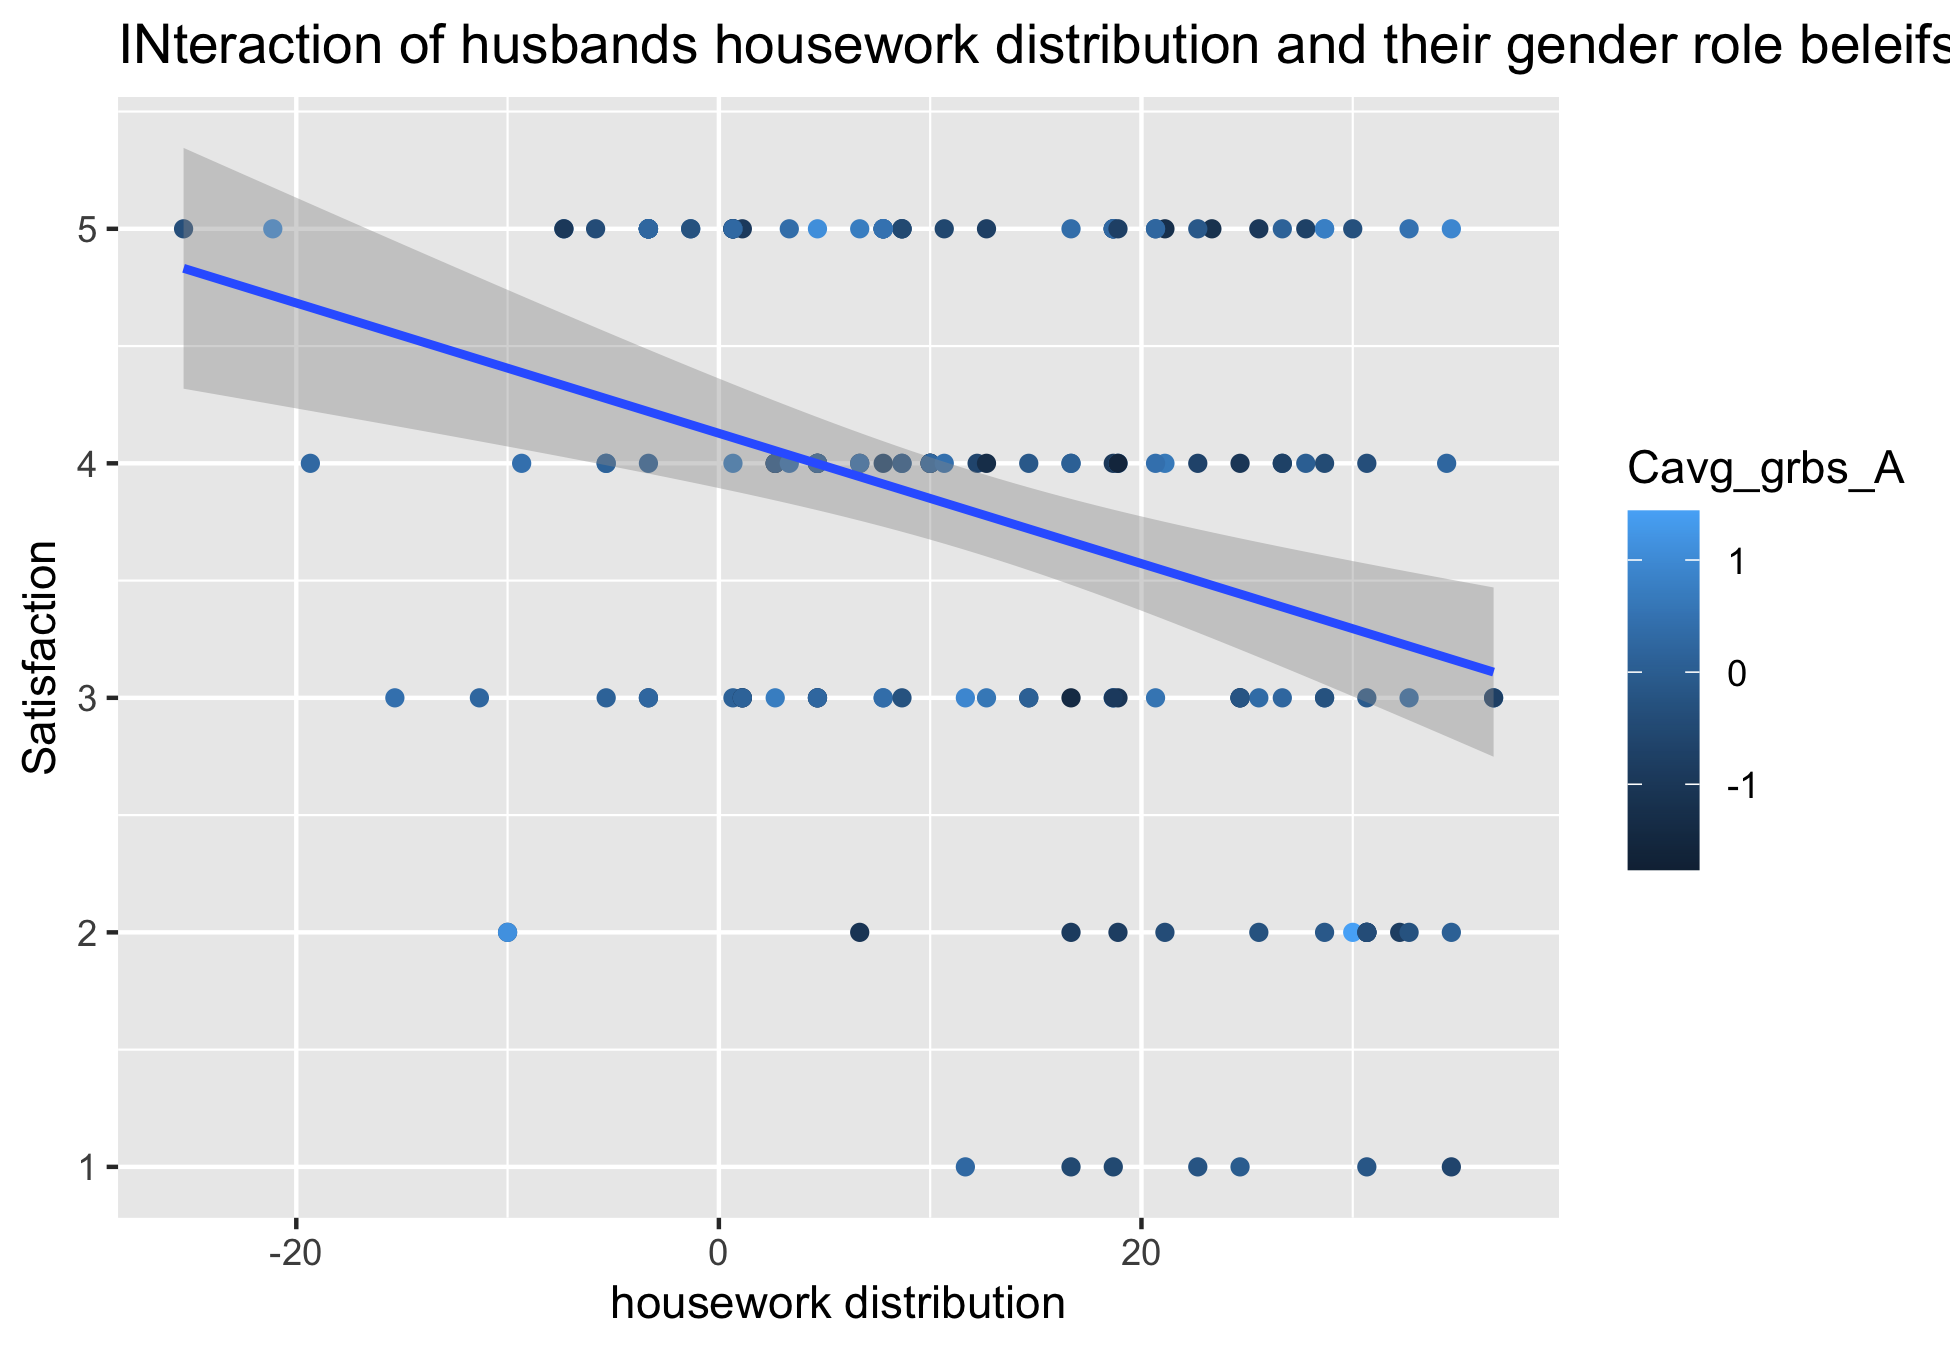 INteraction of husbands housework distribution and their gender role beleifs
5
4
3
2
1
Satisfaction
-20
0
20
housework distribution
Cavg_grbs_A
1
0
-1